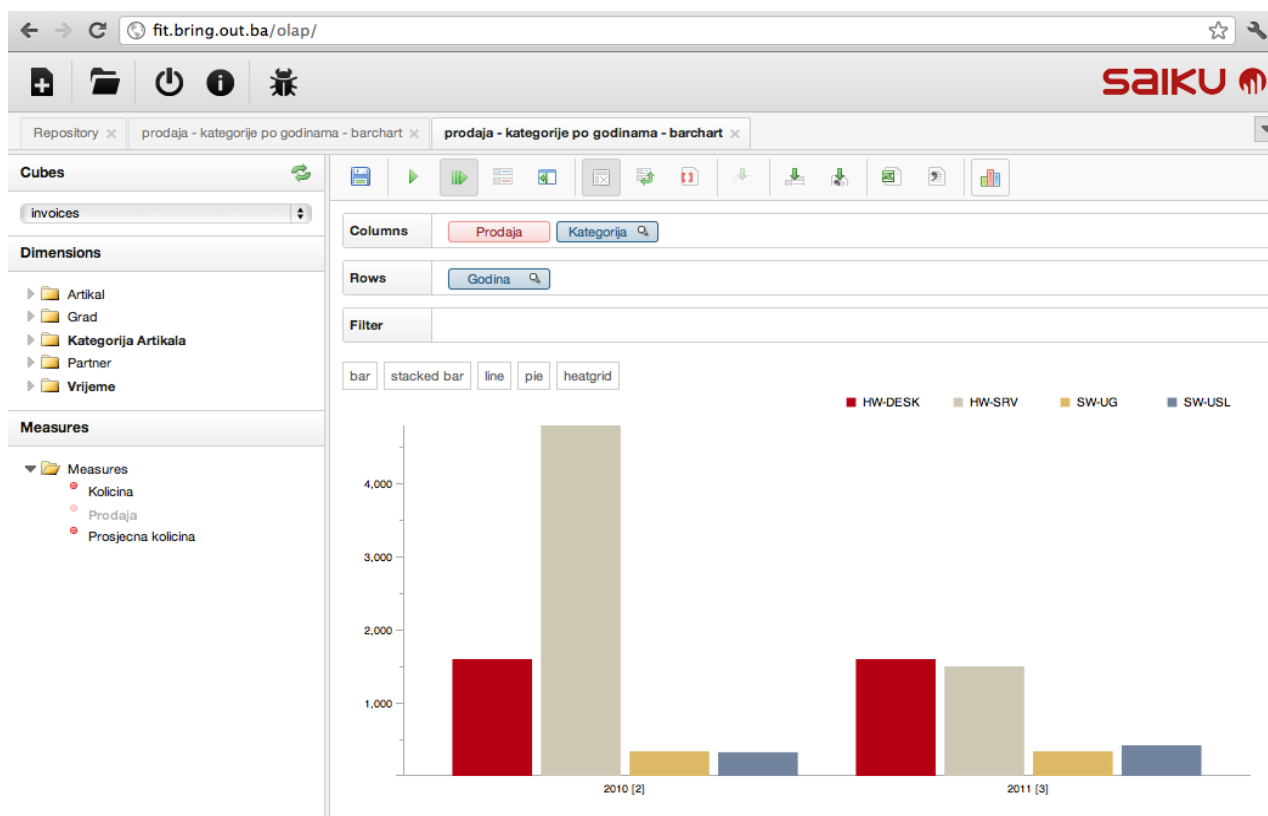 fit.bring.out.ba/olap/
saiku
Repository × prodaja - kategorije po godinama - barchart × prodaja - kategorije po godinama - barchart ×
Cubes
invoices
Dimensions
Artikal
Grad
Kategorija Artikala
Partner
Vrijeme
Measures
Measures
Kolicina
Prodaja
Prosjecna kolicina
Columns Prodaja Kategorija
Rows Godina
Filter
bar stacked bar line pie heatgrid
HW-DESK HW-SRV SW-UG SW-USL
4,000
3,000
2,000
1,000
2010 [2] 2011 [3]